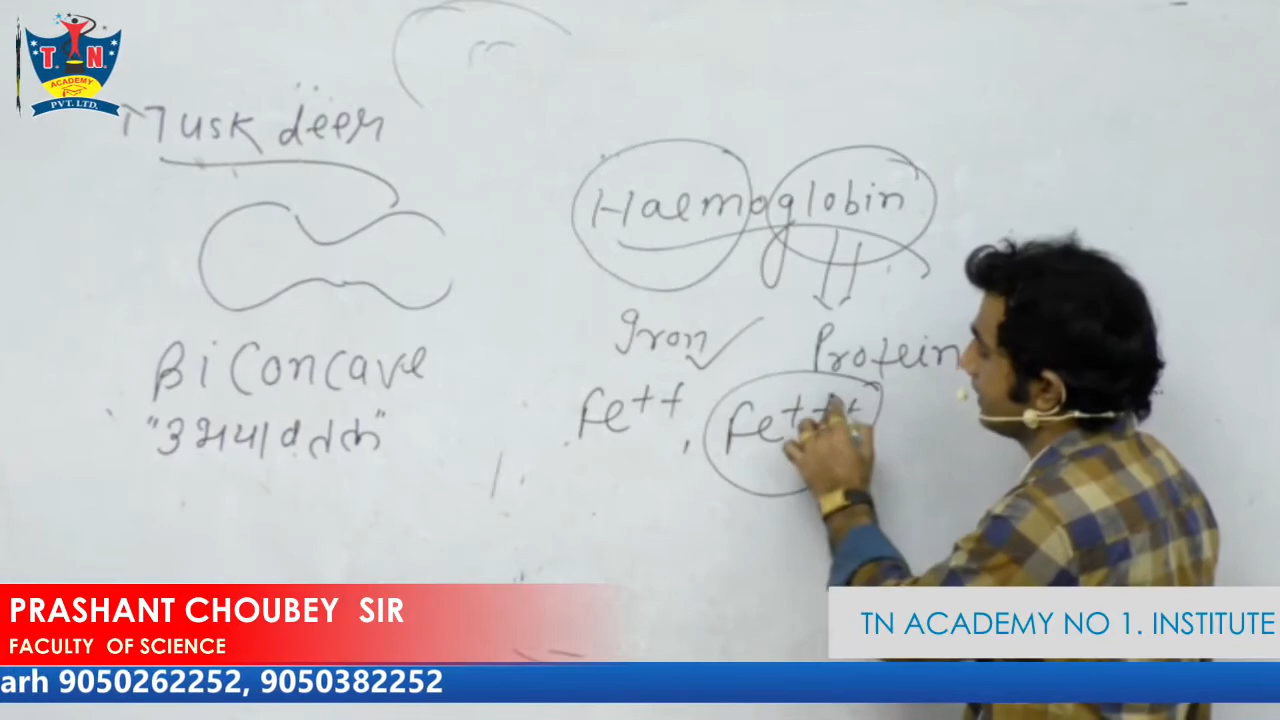 T. N.
ACADEMY
PVT. LTD.
Musk deer
Haemoglobin
Iron
Protein
BiConcave
Fe++, Fe+++
"उभयावतल"
PRASHANT CHOUBEY SIR
FACULTY OF SCIENCE
TN ACADEMY NO 1. INSTITUTE
arh 9050262252, 9050382252